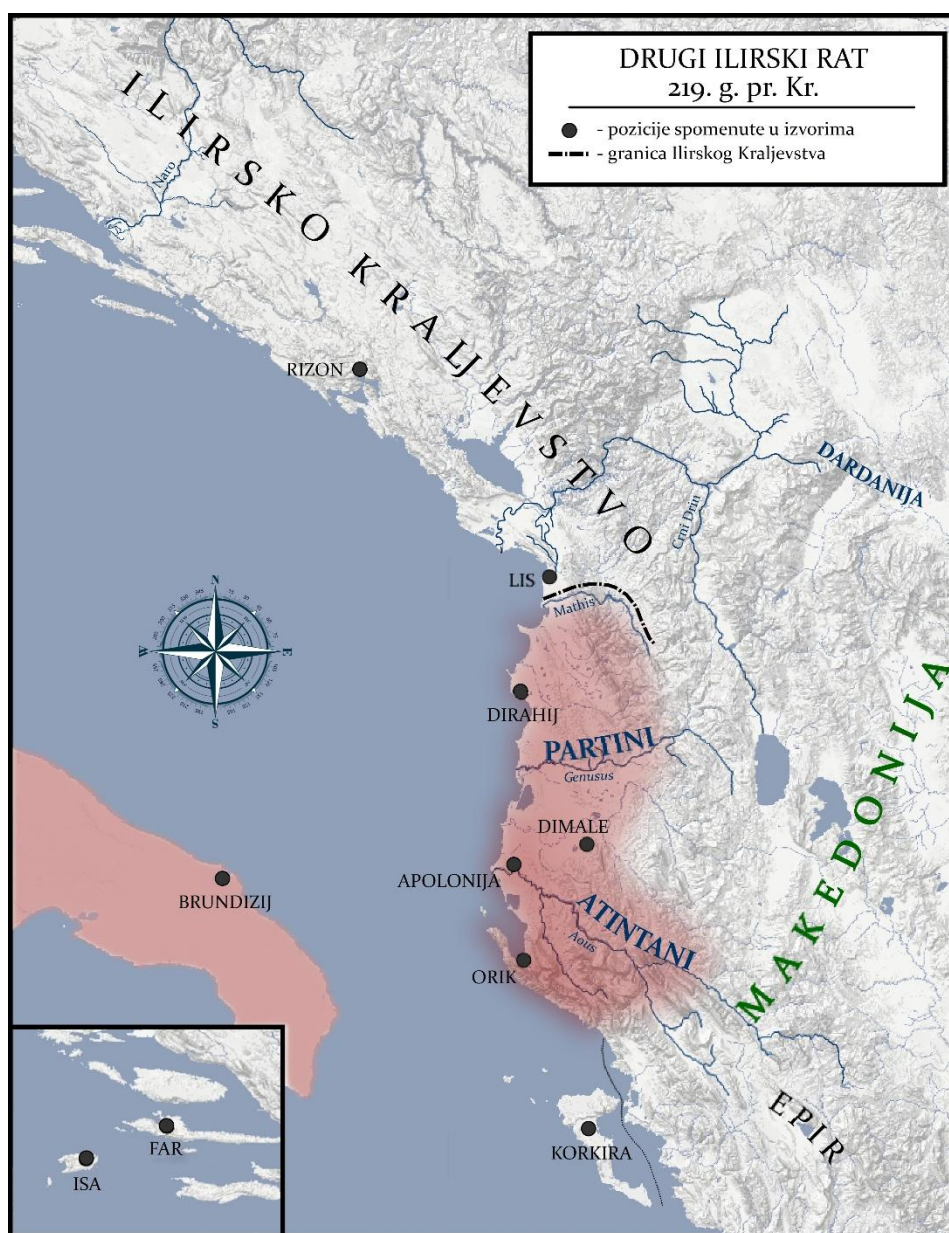 DRUGI ILIRSKI RAT
219. g. pr. Kr.
- pozicije spomenute u izvorima
- granica Ilirskog Kraljevstva
ILIRSKO KRALJEVSTVO
Naro
RIZON
DARDANIJA
Crni Drin
LIS
Mathis
N
W
E
S
DIRAHIJ
PARTINI
Genusus
MAKEDONIJA
DIMALE
APOLONIJA
BRUNDIZIJ
ATINTANI
Aous
ORIK
EPIR
KORKIRA
FAR
ISA